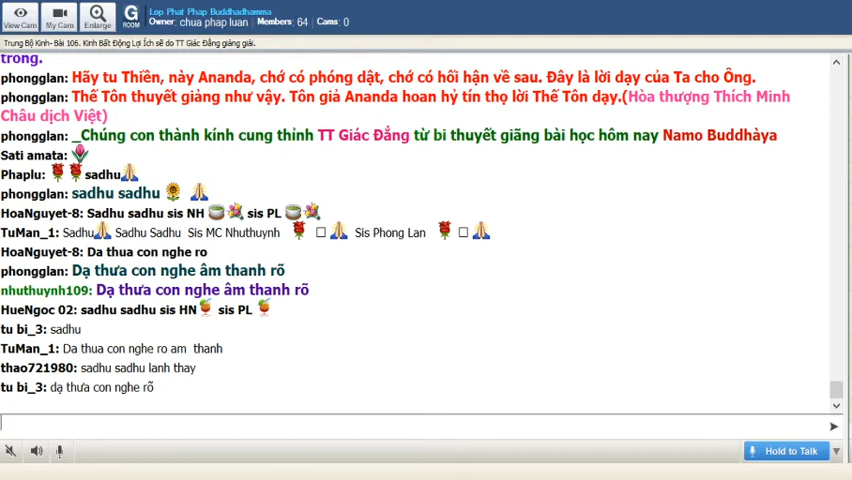 Lop Phat Phap Buddhadhamma
Owner: chua phap luan Members: 64 Cams: 0
View Cam My Cam Enlarge G ROOM
Trung Bộ Kinh- Bài 106. Kinh Bất Động Lợi Ích sẽ do TT Giác Đẳng giảng giải.
trong.
phongglan: Hãy tu Thiền, này Ananda, chớ có phóng dật, chớ có hối hận về sau. Đây là lời dạy của Ta cho Ông.
phongglan: Thế Tôn thuyết giảng như vậy. Tôn giả Ananda hoan hỷ tín thọ lời Thế Tôn dạy.(Hòa thượng Thích Minh
Châu dịch Việt)
phongglan: _Chúng con thành kính cung thỉnh TT Giác Đẳng từ bi thuyết giãng bài học hôm nay Namo Buddhàya
Sati amata:
Phaplu: sadhu
phongglan: sadhu sadhu
HoaNguyet-8: Sadhu sadhu sis NH sis PL
TuMan_1: Sadhu Sadhu Sadhu Sis MC Nhuthuynh Sis Phong Lan
HoaNguyet-8: Da thua con nghe ro
phongglan: Dạ thưa con nghe âm thanh rõ
nhuthuynh109: Dạ thưa con nghe âm thanh rõ
HueNgoc 02: sadhu sadhu sis HN sis PL
tu bi_3: sadhu
TuMan_1: Da thua con nghe ro am thanh
thao721980: sadhu sadhu lanh thay
tu bi_3: dạ thưa con nghe rõ
Hold to Talk